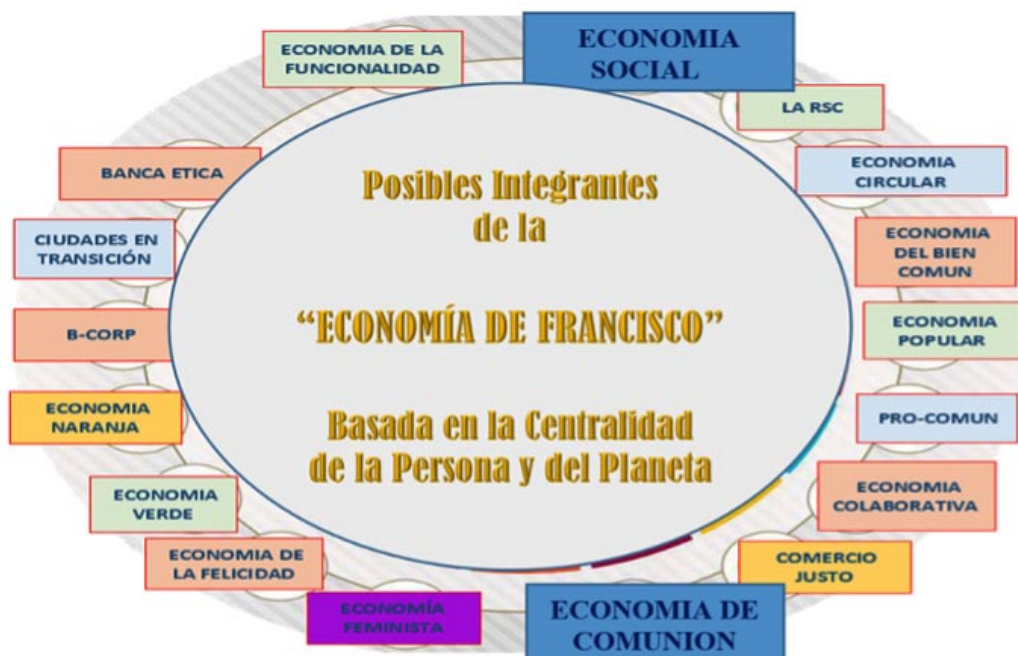 Posibles Integrantes
de la
“ECONOMÍA DE FRANCISCO”
Basada en la Centralidad
de la Persona y del Planeta
ECONOMIA
SOCIAL
LA RSC
ECONOMIA
CIRCULAR
ECONOMIA
DEL BIEN
COMUN
ECONOMIA
POPULAR
PRO-COMUN
ECONOMIA
COLABORATIVA
COMERCIO
JUSTO
ECONOMIA DE
COMUNION
ECONOMÍA
FEMINISTA
ECONOMIA DE
LA FELICIDAD
ECONOMIA
VERDE
ECONOMIA
NARANJA
B-CORP
CIUDADES EN
TRANSICIÓN
BANCA ETICA
ECONOMIA DE LA
FUNCIONALIDAD